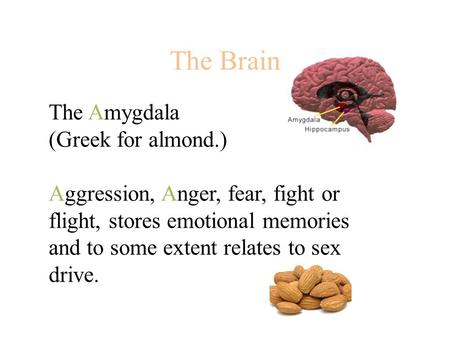 The Brain
The Amygdala
(Greek for almond.)
Amygdala
Hippocampus
Aggression, Anger, fear, fight or
flight, stores emotional memories
and to some extent relates to sex
drive.